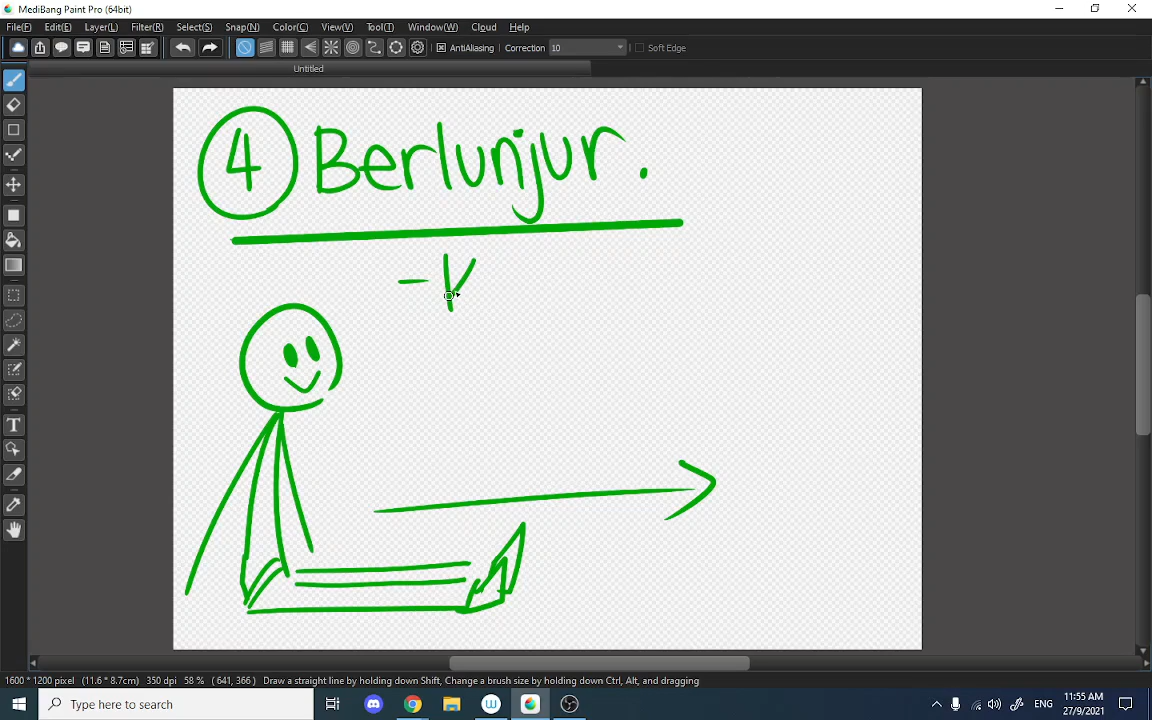 MediBang Paint Pro (64bit)
File(F) Edit(E) Layer(L) Filter(R) Select(S) Snap(N) Color(C) View(V) Tool(T) Window(W) Cloud Help
AntiAliasing Correction 10 Soft Edge
Untitled
4 Berlunjur.
- K
T
1600 * 1200 pixel (11.6 * 8.7cm) 350 dpi 58 % ( 641, 366 ) Draw a straight line by holding down Shift, Change a brush size by holding down Ctrl, Alt, and dragging
Type here to search
ENG
11:55 AM
27/9/2021